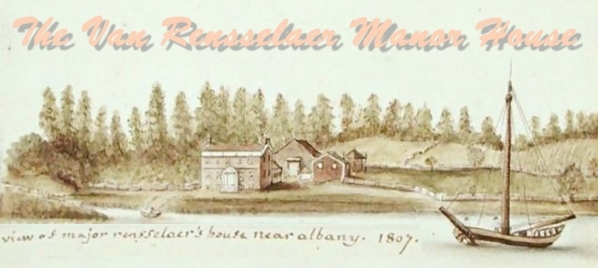 The Van Rensselaer Manor House
view of major rensselaer's house near albany. 1807.